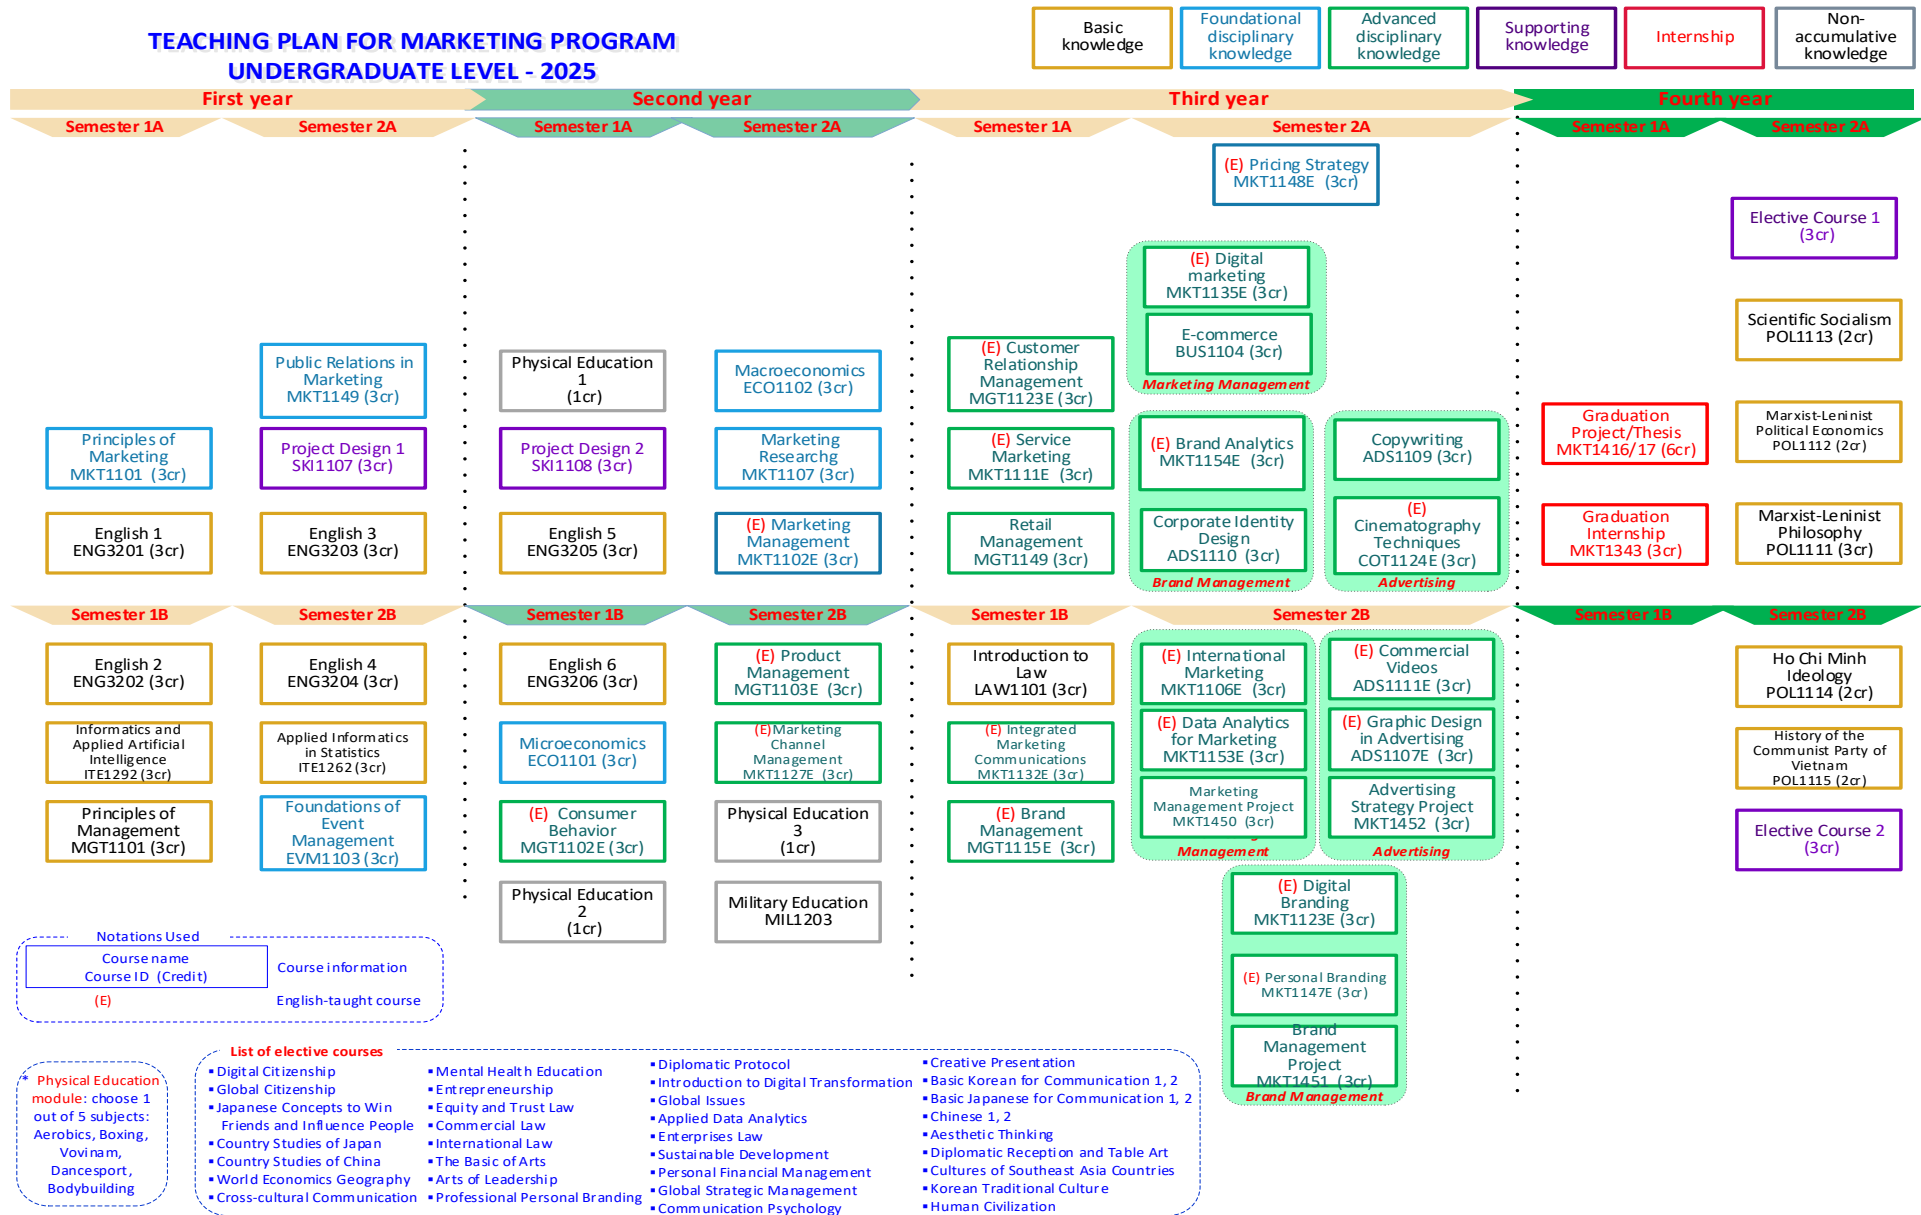 TEACHING PLAN FOR MARKETING PROGRAM
UNDERGRADUATE LEVEL - 2025
Basic
knowledge
Foundational
disciplinary
knowledge
Advanced
disciplinary
knowledge
Supporting
knowledge
Internship
Non-
accumulative
knowledge
First year
Second year
Third year
Fourth year
Semester 1A
Semester 2A
Semester 1A
Semester 2A
Semester 1A
Semester 2A
Semester 1A
Semester 2A
Principles of
Marketing
MKT1101 (3cr)
English 1
ENG3201 (3cr)
Public Relations in
Marketing
MKT1149 (3cr)
Project Design 1
SKI1107 (3cr)
English 3
ENG3203 (3cr)
Physical Education
1
(1cr)
Project Design 2
SKI1108 (3cr)
English 5
ENG3205 (3cr)
Macroeconomics
ECO1102 (3cr)
Marketing
Researchg
MKT1107 (3cr)
(E) Marketing
Management
MKT1102E (3cr)
(E) Customer
Relationship
Management
MGT1123E (3cr)
(E) Service
Marketing
MKT1111E (3cr)
Retail
Management
MGT1149 (3cr)
(E) Pricing Strategy
MKT1148E (3cr)
(E) Digital
marketing
MKT1135E (3cr)
E-commerce
BUS1104 (3cr)
Marketing Management
(E) Brand Analytics
MKT1154E (3cr)
Corporate Identity
Design
ADS1110 (3cr)
Brand Management
Copywriting
ADS1109 (3cr)
(E)
Cinematography
Techniques
COT1124E (3cr)
Advertising
Graduation
Project/Thesis
MKT1416/17 (6cr)
Graduation
Internship
MKT1343 (3cr)
Elective Course 1
(3cr)
Scientific Socialism
POL1113 (2cr)
Marxist-Leninist
Political Economics
POL1112 (2cr)
Marxist-Leninist
Philosophy
POL1111 (3cr)
Semester 1B
Semester 2B
Semester 1B
Semester 2B
Semester 1B
Semester 2B
Semester 1B
Semester 2B
English 2
ENG3202 (3cr)
Informatics and
Applied Artificial
Intelligence
ITE1292 (3cr)
Principles of
Management
MGT1101 (3cr)
English 4
ENG3204 (3cr)
Applied Informatics
in Statistics
ITE1262 (3cr)
Foundations of
Event
Management
EVM1103 (3cr)
English 6
ENG3206 (3cr)
Microeconomics
ECO1101 (3cr)
(E) Consumer
Behavior
MGT1102E (3cr)
Physical Education
2
(1cr)
(E) Product
Management
MGT1103E (3cr)
(E)Marketing
Channel
Management
MKT1127E (3cr)
Physical Education
3
(1cr)
Military Education
MIL1203
Introduction to
Law
LAW1101 (3cr)
(E) Integrated
Marketing
Communications
MKT1132E (3cr)
(E) Brand
Management
MGT1115E (3cr)
(E) International
Marketing
MKT1106E (3cr)
(E) Data Analytics
for Marketing
MKT1153E (3cr)
Marketing
Management Project
MKT1450 (3cr)
Management
(E) Commercial
Videos
ADS1111E (3cr)
(E) Graphic Design
in Advertising
ADS1107E (3cr)
Advertising
Strategy Project
MKT1452 (3cr)
Advertising
(E) Digital
Branding
MKT1123E (3cr)
(E) Personal Branding
MKT1147E (3cr)
Brand
Management
Project
MKT1451 (3cr)
Brand Management
Ho Chi Minh
Ideology
POL1114 (2cr)
History of the
Communist Party of
Vietnam
POL1115 (2cr)
Elective Course 2
(3cr)
Notations Used
Course name
Course ID (Credit)
Course information
(E)
English-taught course
* Physical Education
module: choose 1
out of 5 subjects:
Aerobics, Boxing,
Vovinam,
Dancesport,
Bodybuilding
List of elective courses
▪ Digital Citizenship
▪ Global Citizenship
▪ Japanese Concepts to Win
Friends and Influence People
▪ Country Studies of Japan
▪ Country Studies of China
▪ World Economics Geography
▪ Cross-cultural Communication
▪ Mental Health Education
▪ Entrepreneurship
▪ Equity and Trust Law
▪ Commercial Law
▪ International Law
▪ The Basic of Arts
▪ Arts of Leadership
▪ Professional Personal Branding
▪ Diplomatic Protocol
▪ Introduction to Digital Transformation
▪ Global Issues
▪ Applied Data Analytics
▪ Enterprises Law
▪ Sustainable Development
▪ Personal Financial Management
▪ Global Strategic Management
▪ Communication Psychology
▪ Creative Presentation
▪ Basic Korean for Communication 1, 2
▪ Basic Japanese for Communication 1, 2
▪ Chinese 1, 2
▪ Aesthetic Thinking
▪ Diplomatic Reception and Table Art
▪ Cultures of Southeast Asia Countries
▪ Korean Traditional Culture
▪ Human Civilization